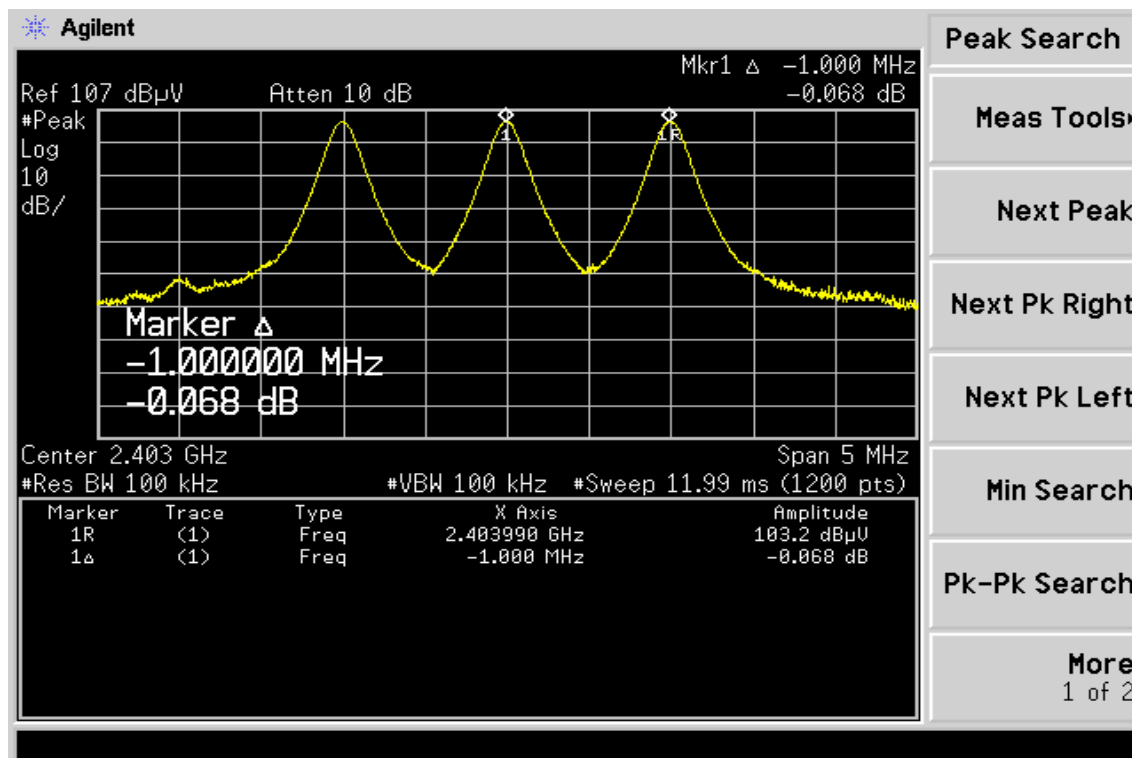 Agilent
Peak Search
Mkr1 Δ -1.000 MHz
Ref 107 dBµV Atten 10 dB -0.068 dB
#Peak
Log
10
dB/
1
1R
Marker Δ
-1.000000 MHz
-0.068 dB
Center 2.403 GHz Span 5 MHz
#Res BW 100 kHz #VBW 100 kHz #Sweep 11.99 ms (1200 pts)
Marker Trace Type X Axis Amplitude
1R (1) Freq 2.403990 GHz 103.2 dBµV
1Δ (1) Freq -1.000 MHz -0.068 dB
Meas Tools
Next Peak
Next Pk Right
Next Pk Left
Min Search
Pk-Pk Search
More
1 of 2